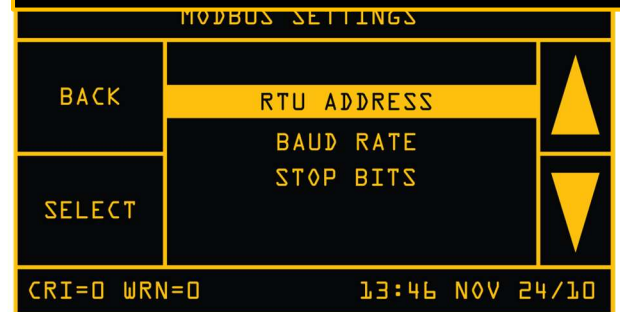 MODBUS SETTINGS
BACK
RTU ADDRESS
BAUD RATE
STOP BITS
SELECT
CRI=0 WRN=0 13:46 NOV 24/10